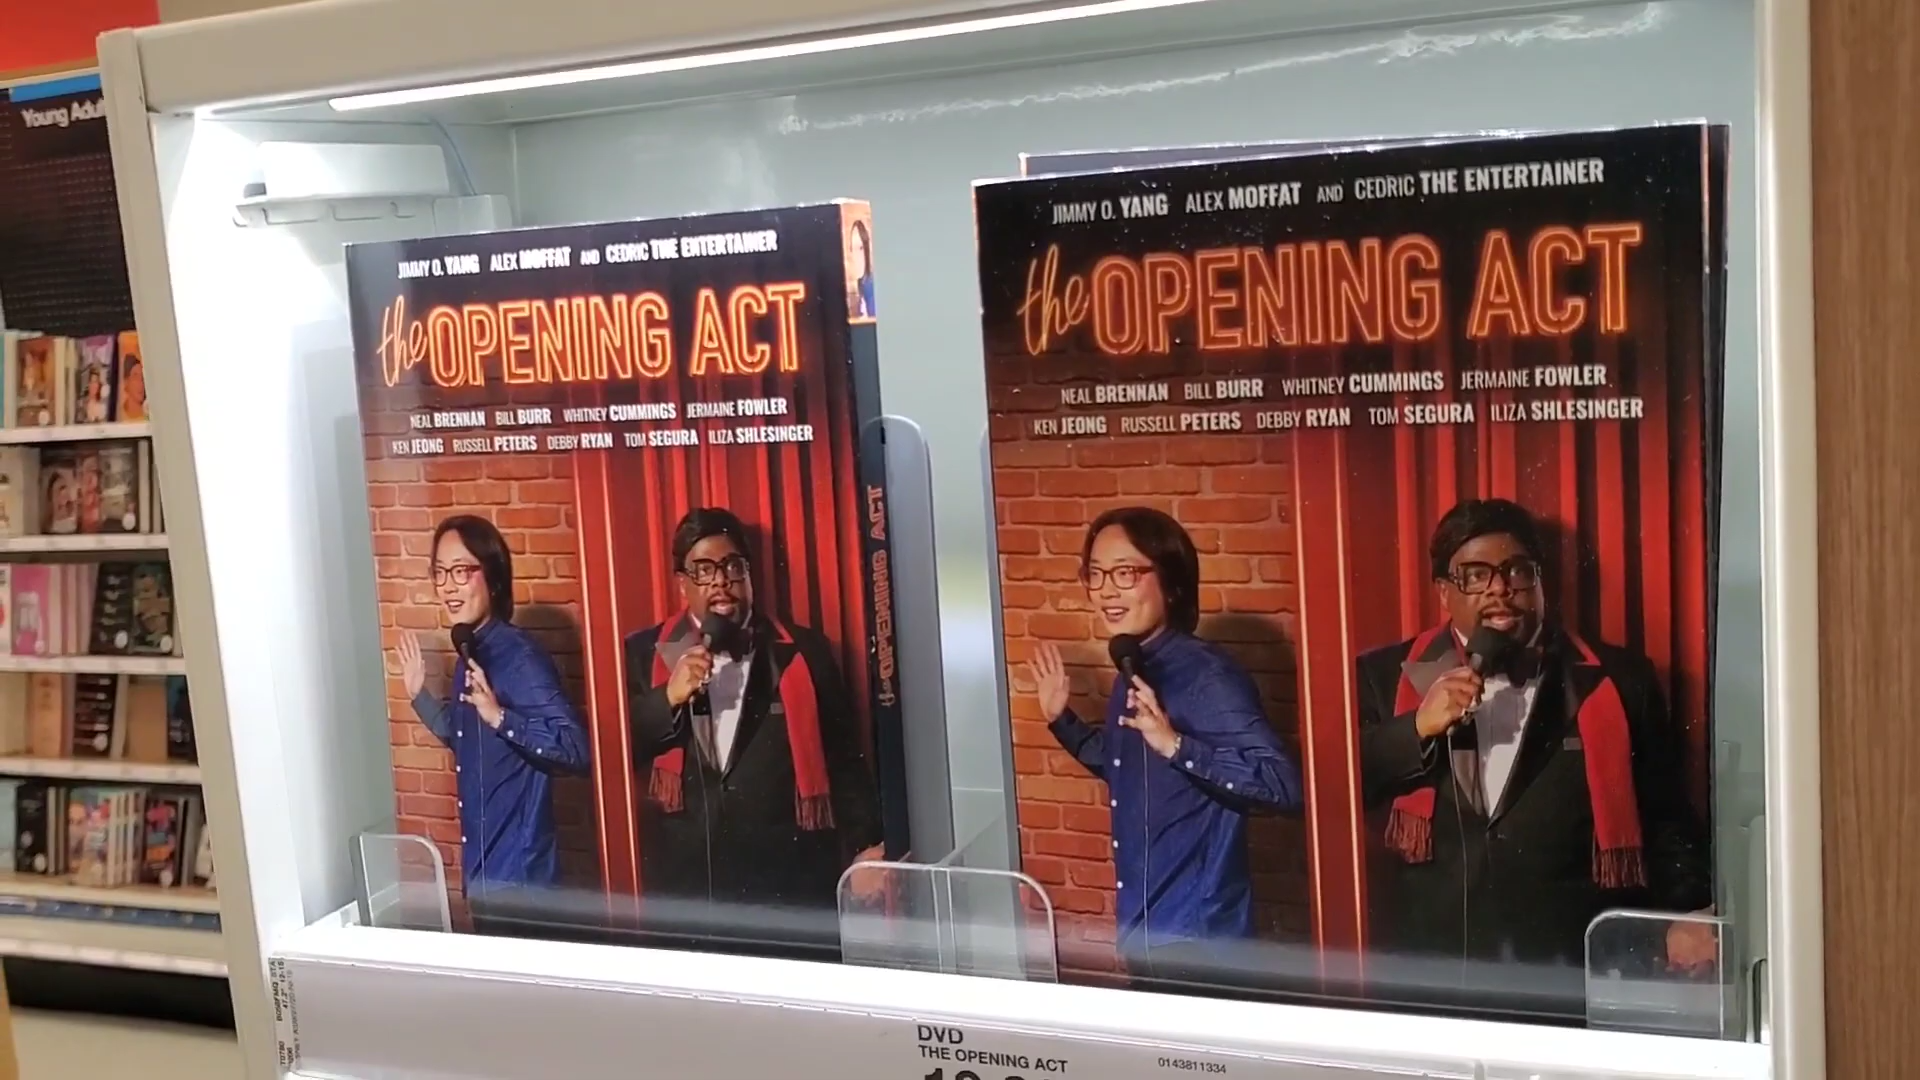 Young Adul
JIMMY O. YANG ALEX MOFFAT AND CEDRIC THE ENTERTAINER
the OPENING ACT
NEAL BRENNAN BILL BURR WHITNEY CUMMINGS JERMAINE FOWLER
KEN JEONG RUSSELL PETERS DEBBY RYAN TOM SEGURA ILIZA SHLESINGER
the OPENING ACT
JIMMY O. YANG ALEX MOFFAT AND CEDRIC THE ENTERTAINER
the OPENING ACT
NEAL BRENNAN BILL BURR WHITNEY CUMMINGS JERMAINE FOWLER
KEN JEONG RUSSELL PETERS DEBBY RYAN TOM SEGURA ILIZA SHLESINGER
DVD
THE OPENING ACT
0143811334